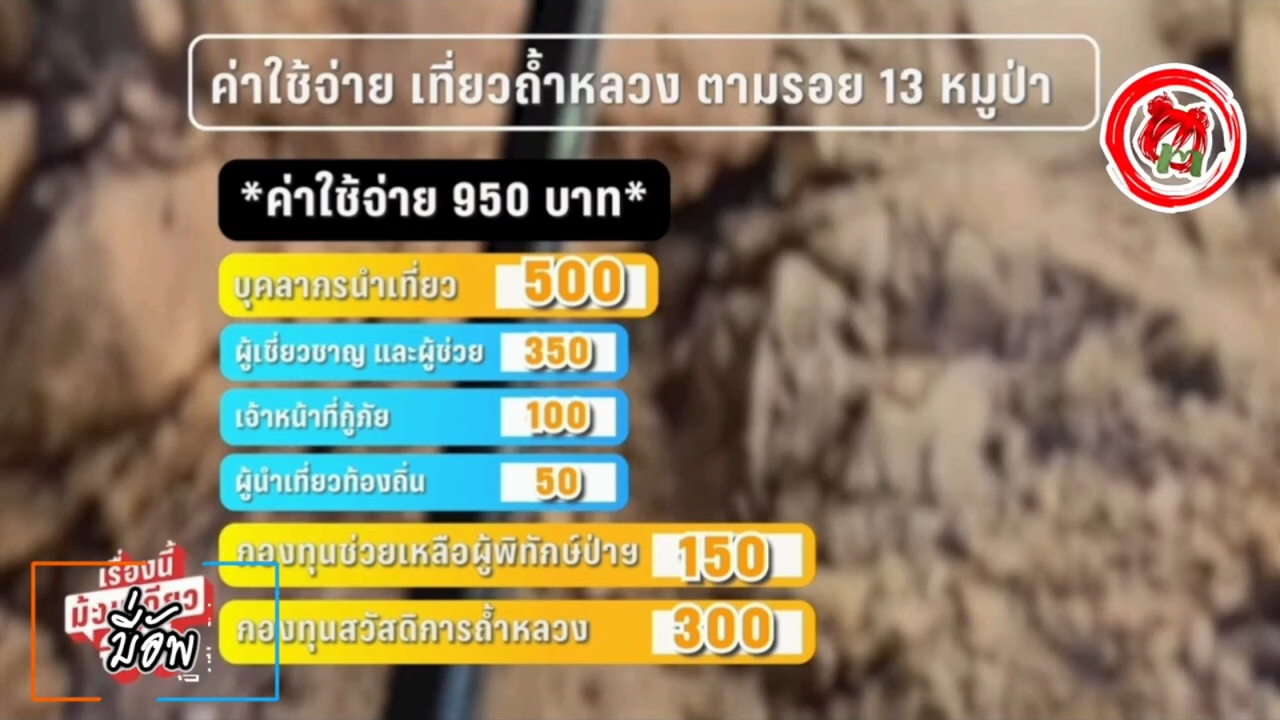 ค่าใช้จ่าย เที่ยวถ้ำหลวง ตามรอย 13 หมูป่า
*ค่าใช้จ่าย 950 บาท*
บุคลากรนำเที่ยว 500
ผู้เชี่ยวชาญ และผู้ช่วย 350
เจ้าหน้าที่กู้ภัย 100
ผู้นำเที่ยวท้องถิ่น 50
กองทุนช่วยเหลือผู้พิทักษ์ป่าฯ 150
กองทุนสวัสดิการถ้ำหลวง 300
เรื่องนี้
มี่อัพ